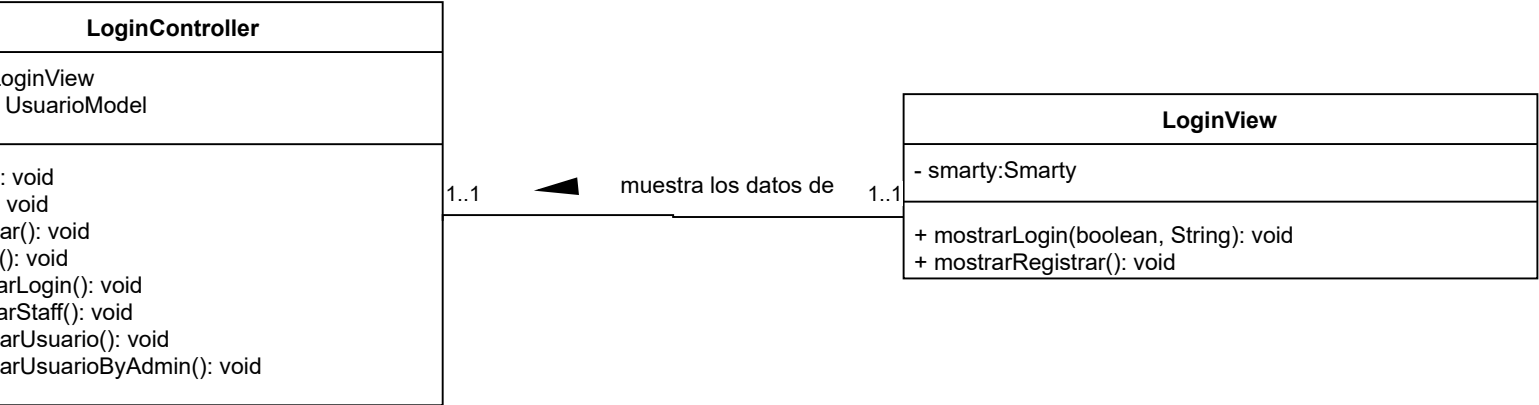 LoginController
oginView
UsuarioModel
: void
void
ar(): void
(): void
arLogin(): void
arStaff(): void
arUsuario(): void
arUsuarioByAdmin(): void
1..1
muestra los datos de
1..1
LoginView
- smarty:Smarty
+ mostrarLogin(boolean, String): void
+ mostrarRegistrar(): void